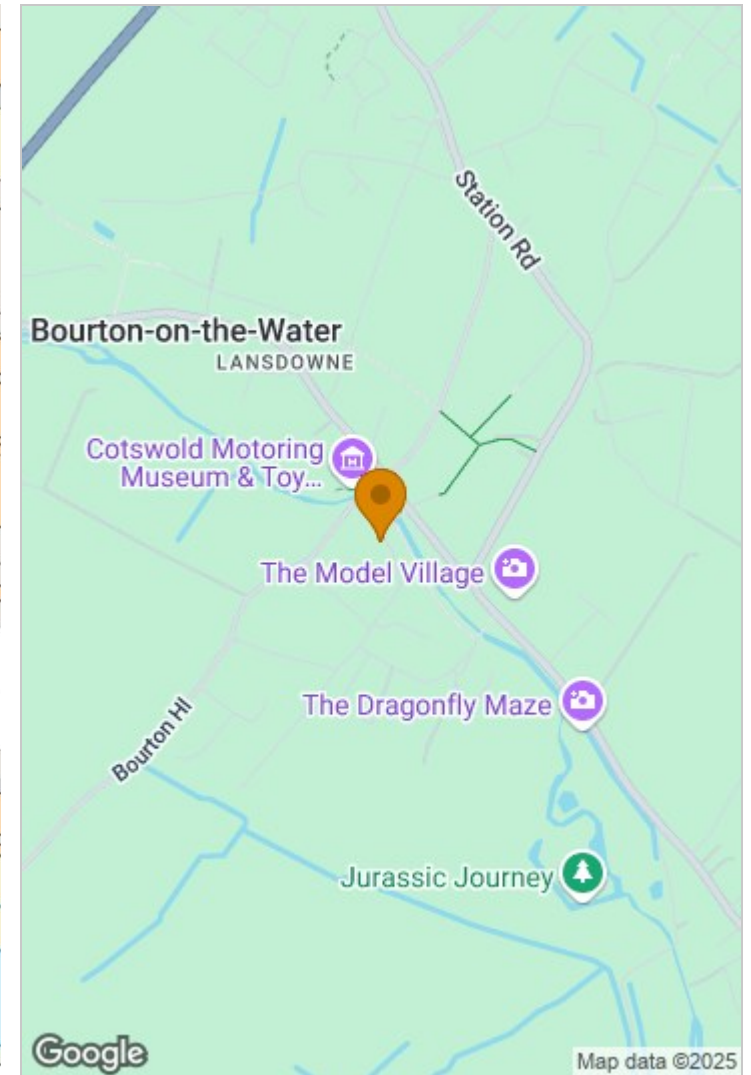 Station Rd
Bourton-on-the-Water
LANSDOWNE
Cotswold Motoring
Museum & Toy...
The Model Village
The Dragonfly Maze
Bourton Hl
Jurassic Journey
Google
Map data ©2025